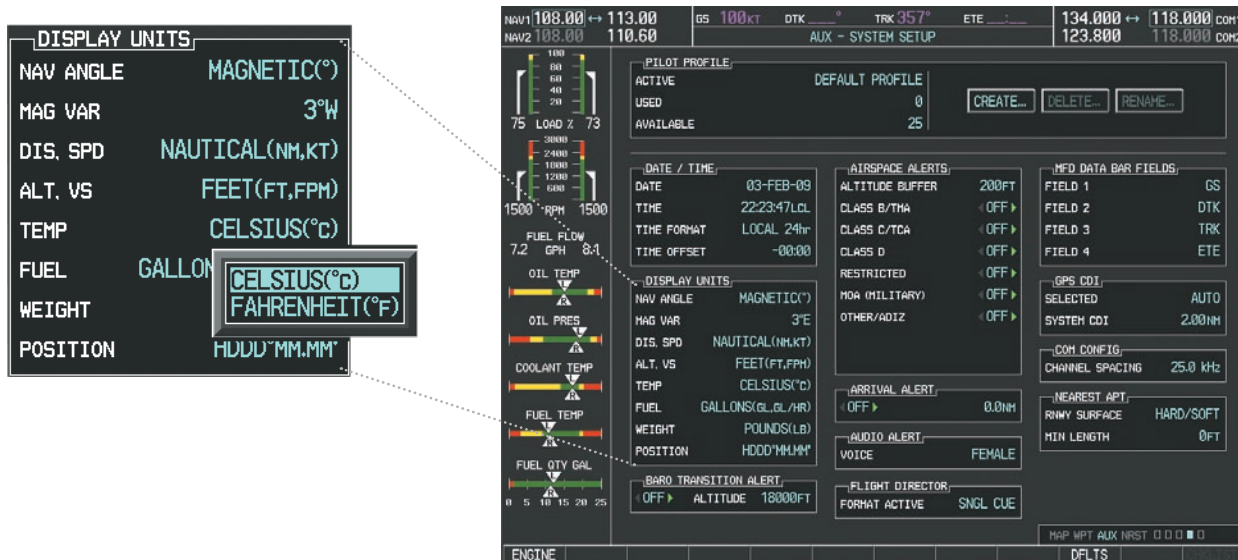 DISPLAY UNITS
NAV ANGLE MAGNETIC(°)
MAG VAR 3°W
DIS, SPD NAUTICAL(NM,KT)
ALT, VS FEET(FT,FPM)
TEMP CELSIUS(°C)
FUEL GALLON
CELSIUS(°C)
FAHRENHEIT(°F)
WEIGHT
POSITION HDDD°MM.MM'
NAV1 108.00 ↔ 113.00 GS 100KT DTK ___° TRK 357° ETE __:__ 134.000 ↔ 118.000 COM1
NAV2 108.00 110.60 AUX - SYSTEM SETUP 123.800 118.000 COM2
100
80
60
40
20
75 LOAD % 73
3000
2400
1800
1200
600
1500 RPM 1500
FUEL FLOW
7.2 GPH 8.1
OIL TEMP
L
R
OIL PRES
L
R
COOLANT TEMP
L
R
FUEL TEMP
L
R
FUEL QTY GAL
L
R
0 5 10 15 20 25
PILOT PROFILE
ACTIVE DEFAULT PROFILE
USED 0
AVAILABLE 25
CREATE... DELETE... RENAME...
DATE / TIME
DATE 03-FEB-09
TIME 22:23:47LCL
TIME FORMAT LOCAL 24hr
TIME OFFSET -00:00
DISPLAY UNITS
NAV ANGLE MAGNETIC(°)
MAG VAR 3°E
DIS, SPD NAUTICAL(NM,KT)
ALT, VS FEET(FT,FPM)
TEMP CELSIUS(°C)
FUEL GALLONS(GL,GL/HR)
WEIGHT POUNDS(LB)
POSITION HDDD°MM.MM'
BARO TRANSITION ALERT
OFF ALTITUDE 18000FT
AIRSPACE ALERTS
ALTITUDE BUFFER 200FT
CLASS B/TMA OFF
CLASS C/TCA OFF
CLASS D OFF
RESTRICTED OFF
MOA (MILITARY) OFF
OTHER/ADIZ OFF
ARRIVAL ALERT
OFF 0.0NM
AUDIO ALERT
VOICE FEMALE
FLIGHT DIRECTOR
FORMAT ACTIVE SNGL CUE
MFD DATA BAR FIELDS
FIELD 1 GS
FIELD 2 DTK
FIELD 3 TRK
FIELD 4 ETE
GPS CDI
SELECTED AUTO
SYSTEM CDI 2.00NM
COM CONFIG
CHANNEL SPACING 25.0 kHz
NEAREST APT
RNWY SURFACE HARD/SOFT
MIN LENGTH 0FT
MAP WPT AUX NRST
ENGINE DFLTS